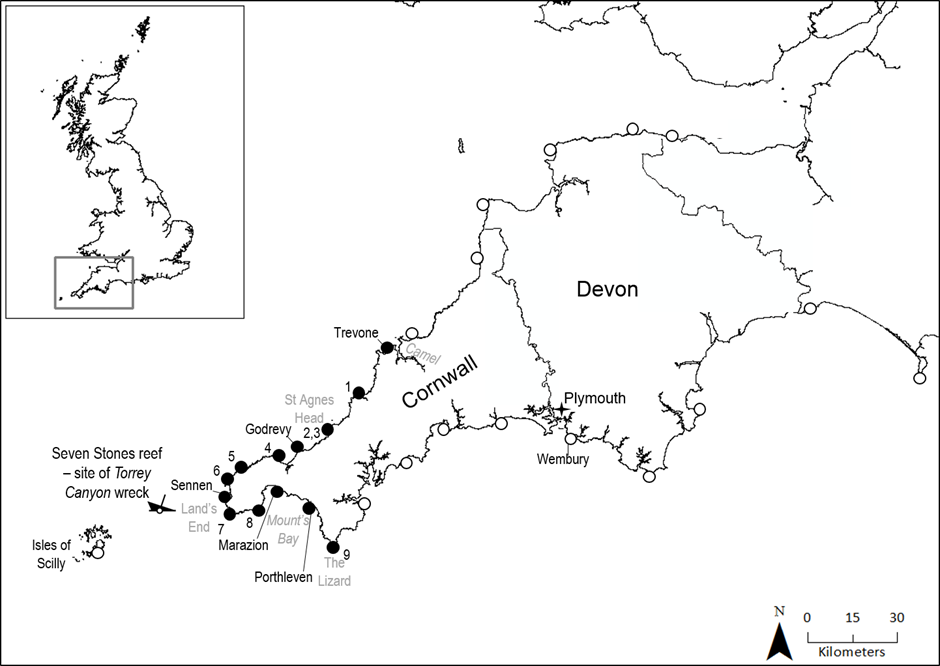 Devon
Trevone
Camel
Cornwall
1
St Agnes
Head
2,3
Godrevy
4
5
6
Plymouth
Wembury
Seven Stones reef
– site of Torrey
Canyon wreck
Sennen
Land's
End
7
8
Mount's
Bay
Marazion
Isles of
Scilly
9
The
Lizard
Porthleven
N
0 15 30
Kilometers